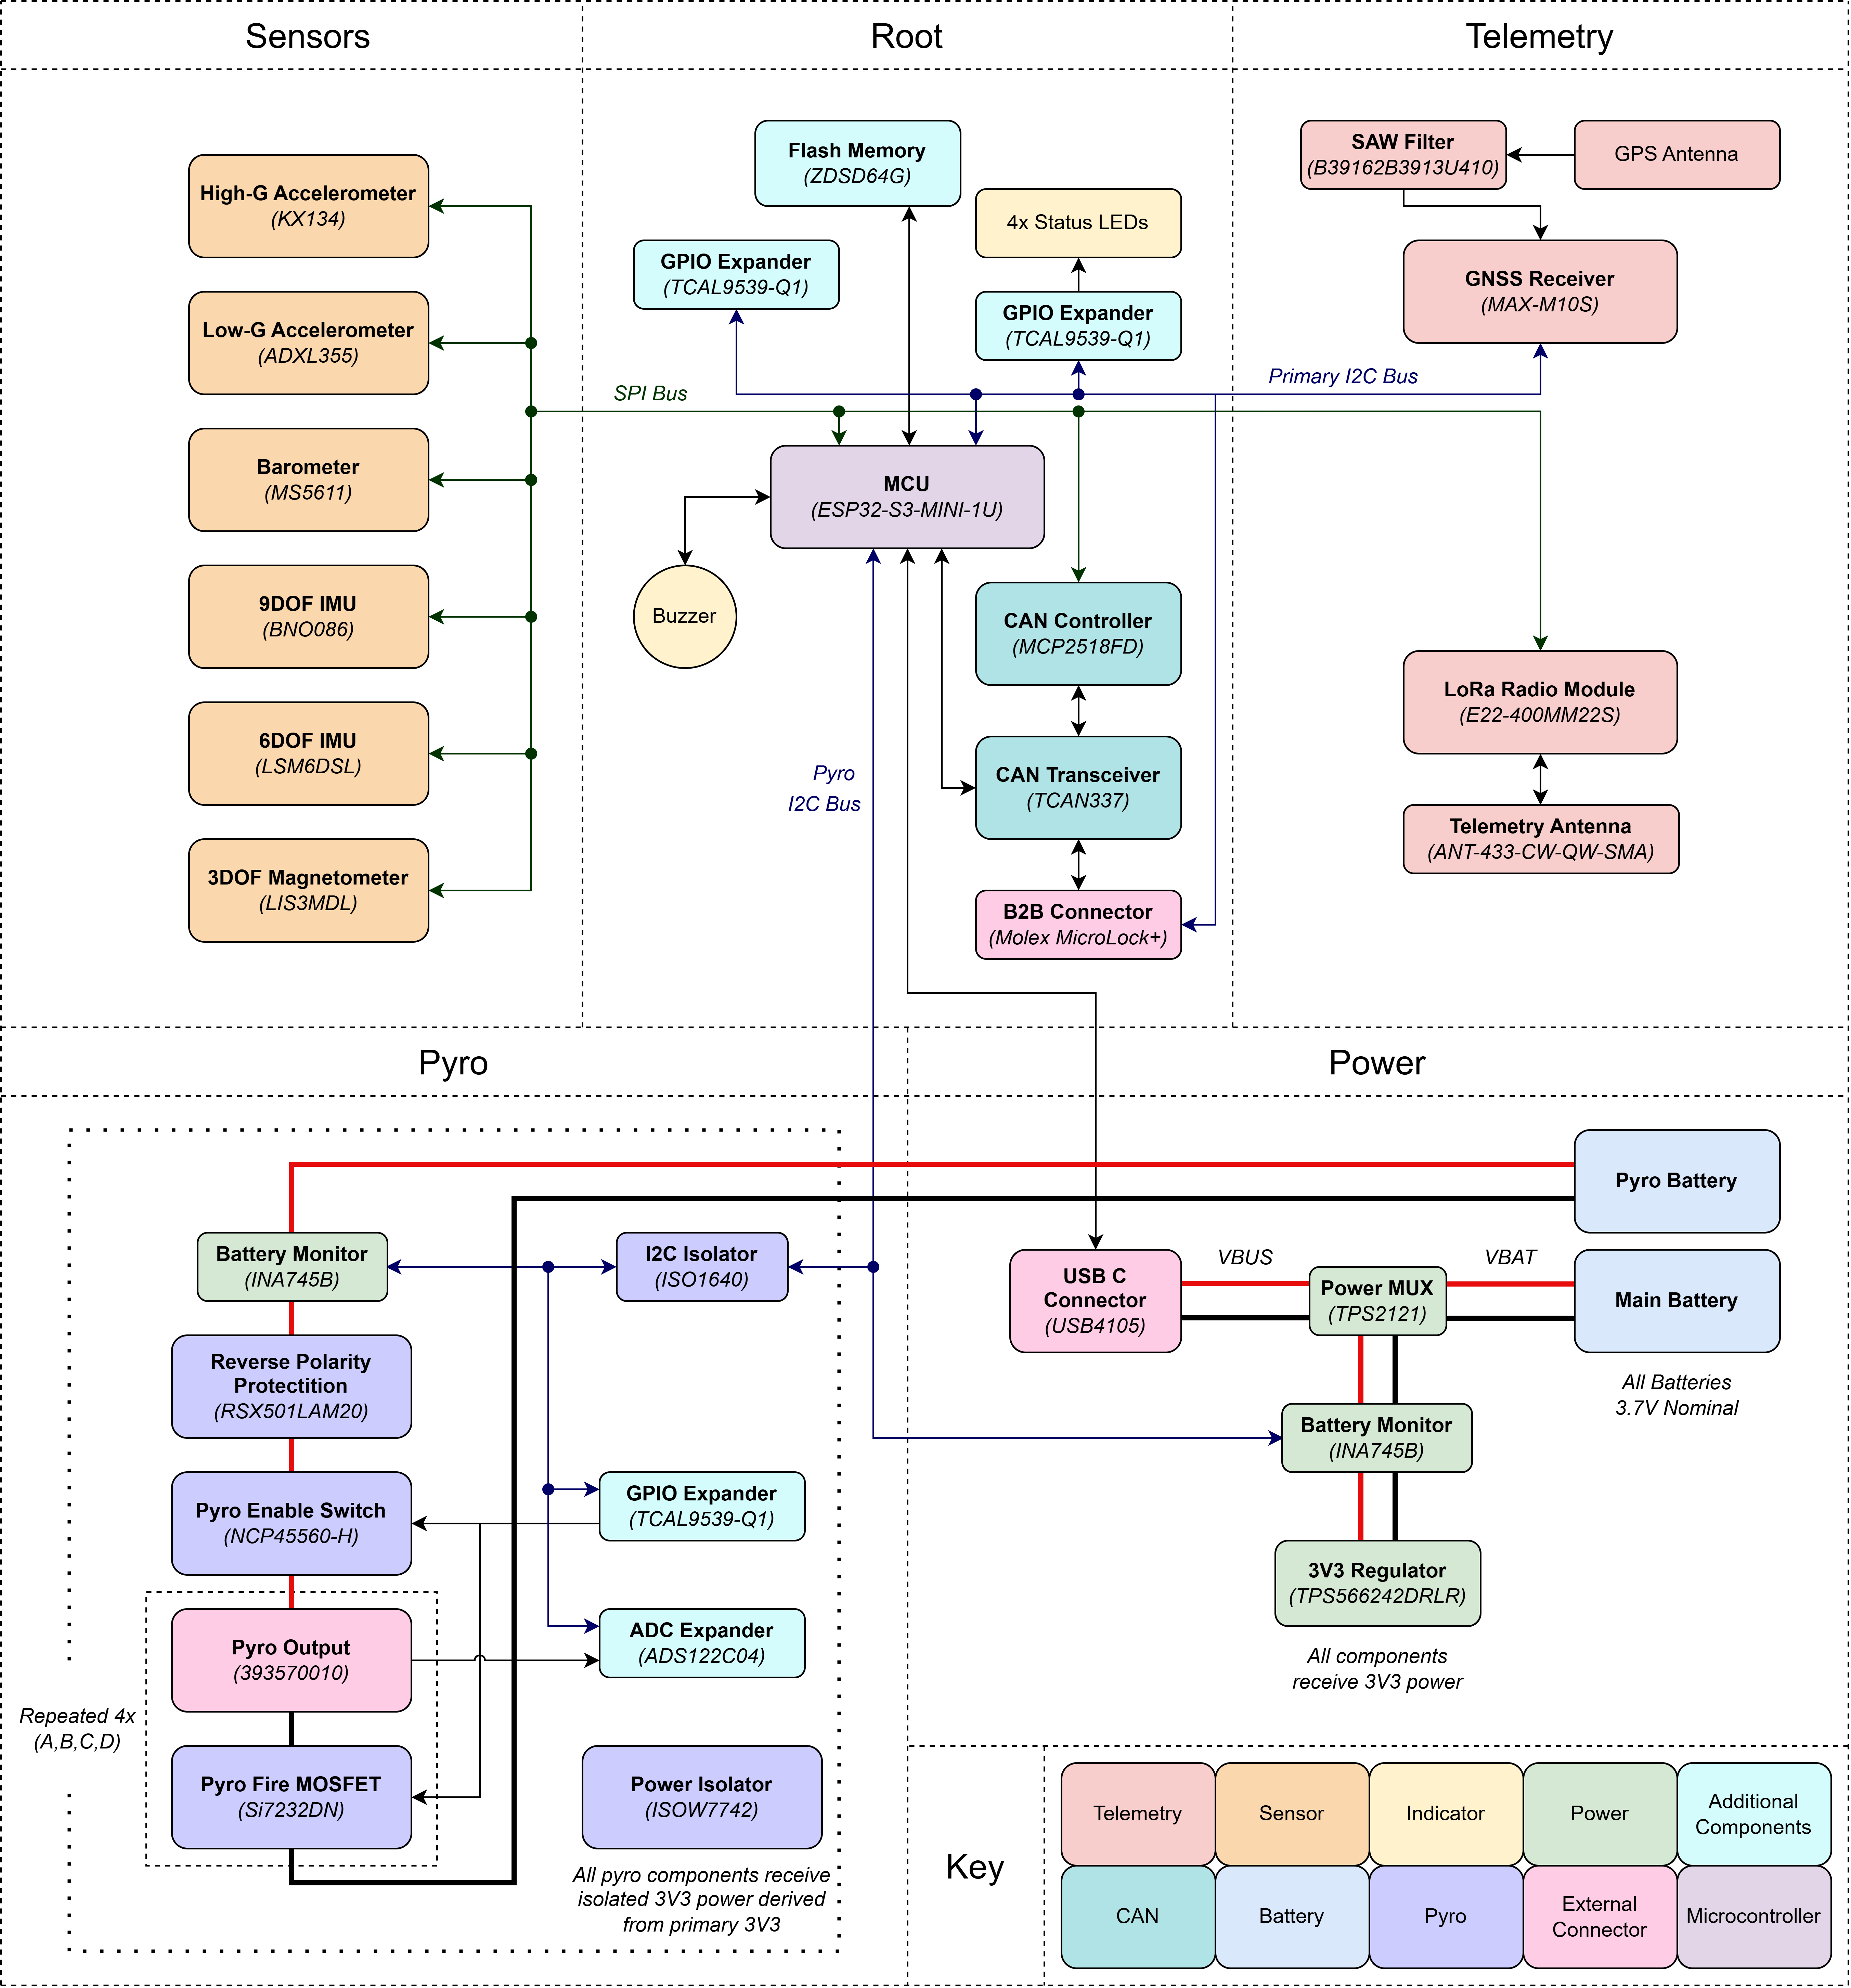 Sensors
Root
Telemetry
High-G Accelerometer
(KX134)
Low-G Accelerometer
(ADXL355)
Barometer
(MS5611)
9DOF IMU
(BNO086)
6DOF IMU
(LSM6DSL)
3DOF Magnetometer
(LIS3MDL)
Flash Memory
(ZDSD64G)
4x Status LEDs
GPIO Expander
(TCAL9539-Q1)
GPIO Expander
(TCAL9539-Q1)
SPI Bus
Primary I2C Bus
MCU
(ESP32-S3-MINI-1U)
Buzzer
CAN Controller
(MCP2518FD)
Pyro
I2C Bus
CAN Transceiver
(TCAN337)
B2B Connector
(Molex MicroLock+)
SAW Filter
(B39162B3913U410)
GPS Antenna
GNSS Receiver
(MAX-M10S)
LoRa Radio Module
(E22-400MM22S)
Telemetry Antenna
(ANT-433-CW-QW-SMA)
Pyro
Power
Battery Monitor
(INA745B)
I2C Isolator
(ISO1640)
Reverse Polarity
Protectition
(RSX501LAM20)
Pyro Enable Switch
(NCP45560-H)
GPIO Expander
(TCAL9539-Q1)
Pyro Output
(393570010)
ADC Expander
(ADS122C04)
Repeated 4x
(A,B,C,D)
Pyro Fire MOSFET
(Si7232DN)
Power Isolator
(ISOW7742)
All pyro components receive
isolated 3V3 power derived
from primary 3V3
Pyro Battery
USB C
Connector
(USB4105)
VBUS
Power MUX
(TPS2121)
VBAT
Main Battery
All Batteries
3.7V Nominal
Battery Monitor
(INA745B)
3V3 Regulator
(TPS566242DRLR)
All components
receive 3V3 power
Key
Telemetry
Sensor
Indicator
Power
Additional
Components
CAN
Battery
Pyro
External
Connector
Microcontroller